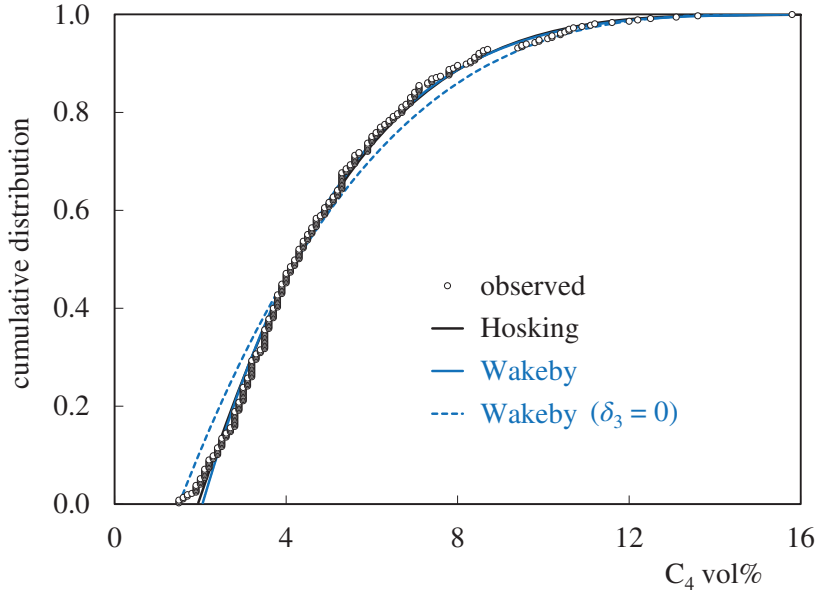 1.0
0.8
0.6
0.4
0.2
0.0
cumulative distribution
observed
Hosking
Wakeby
Wakeby (δ₃ = 0)
0 4 8 12 16
C₄ vol%